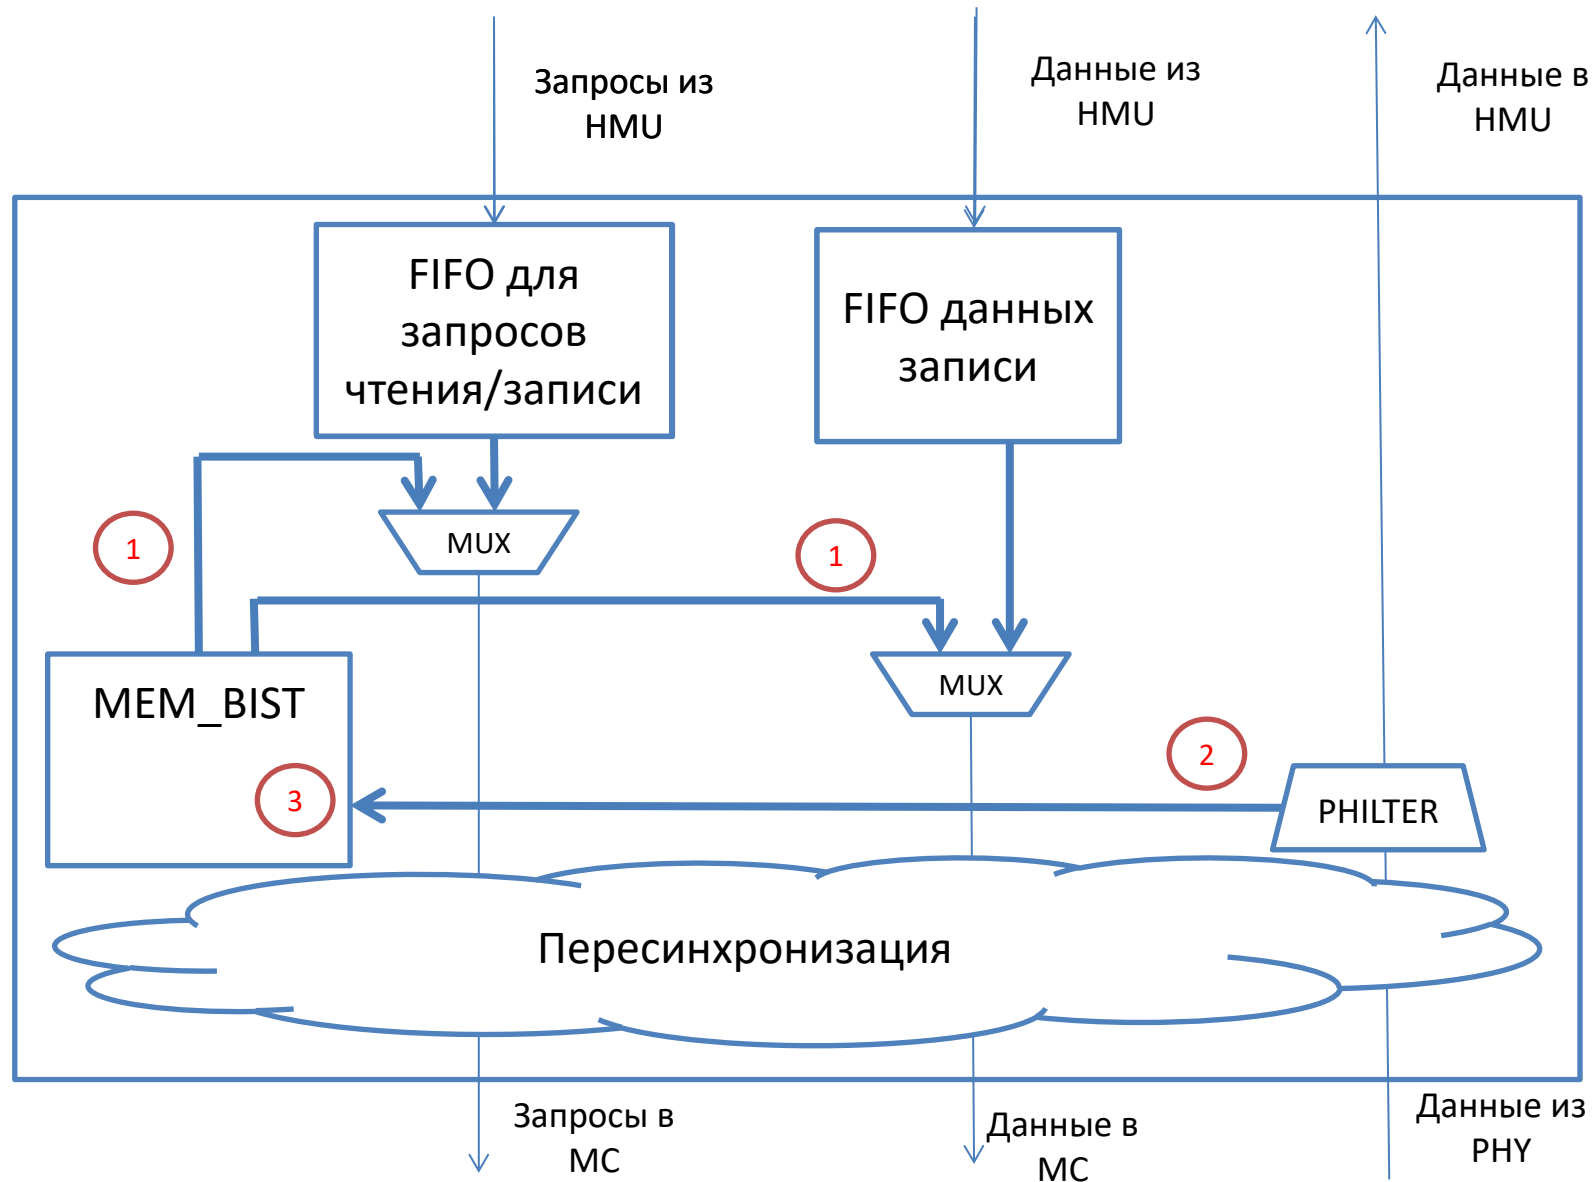 Запросы из
HMU
Данные из
HMU
Данные в
HMU
FIFO для
запросов
чтения/записи
FIFO данных
записи
MUX
1
1
MUX
MEM_BIST
2
3
PHILTER
Пересинхронизация
Запросы в
MC
Данные в
MC
Данные из
PHY